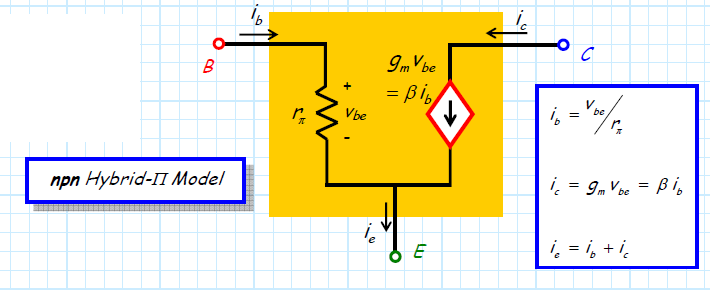 i_b
i_c
B
C
g_m v_be
= β i_b
+
r_π
v_be
-
i_b = v_be / r_π
npn Hybrid-Π Model
i_c = g_m v_be = β i_b
i_e
E
i_e = i_b + i_c